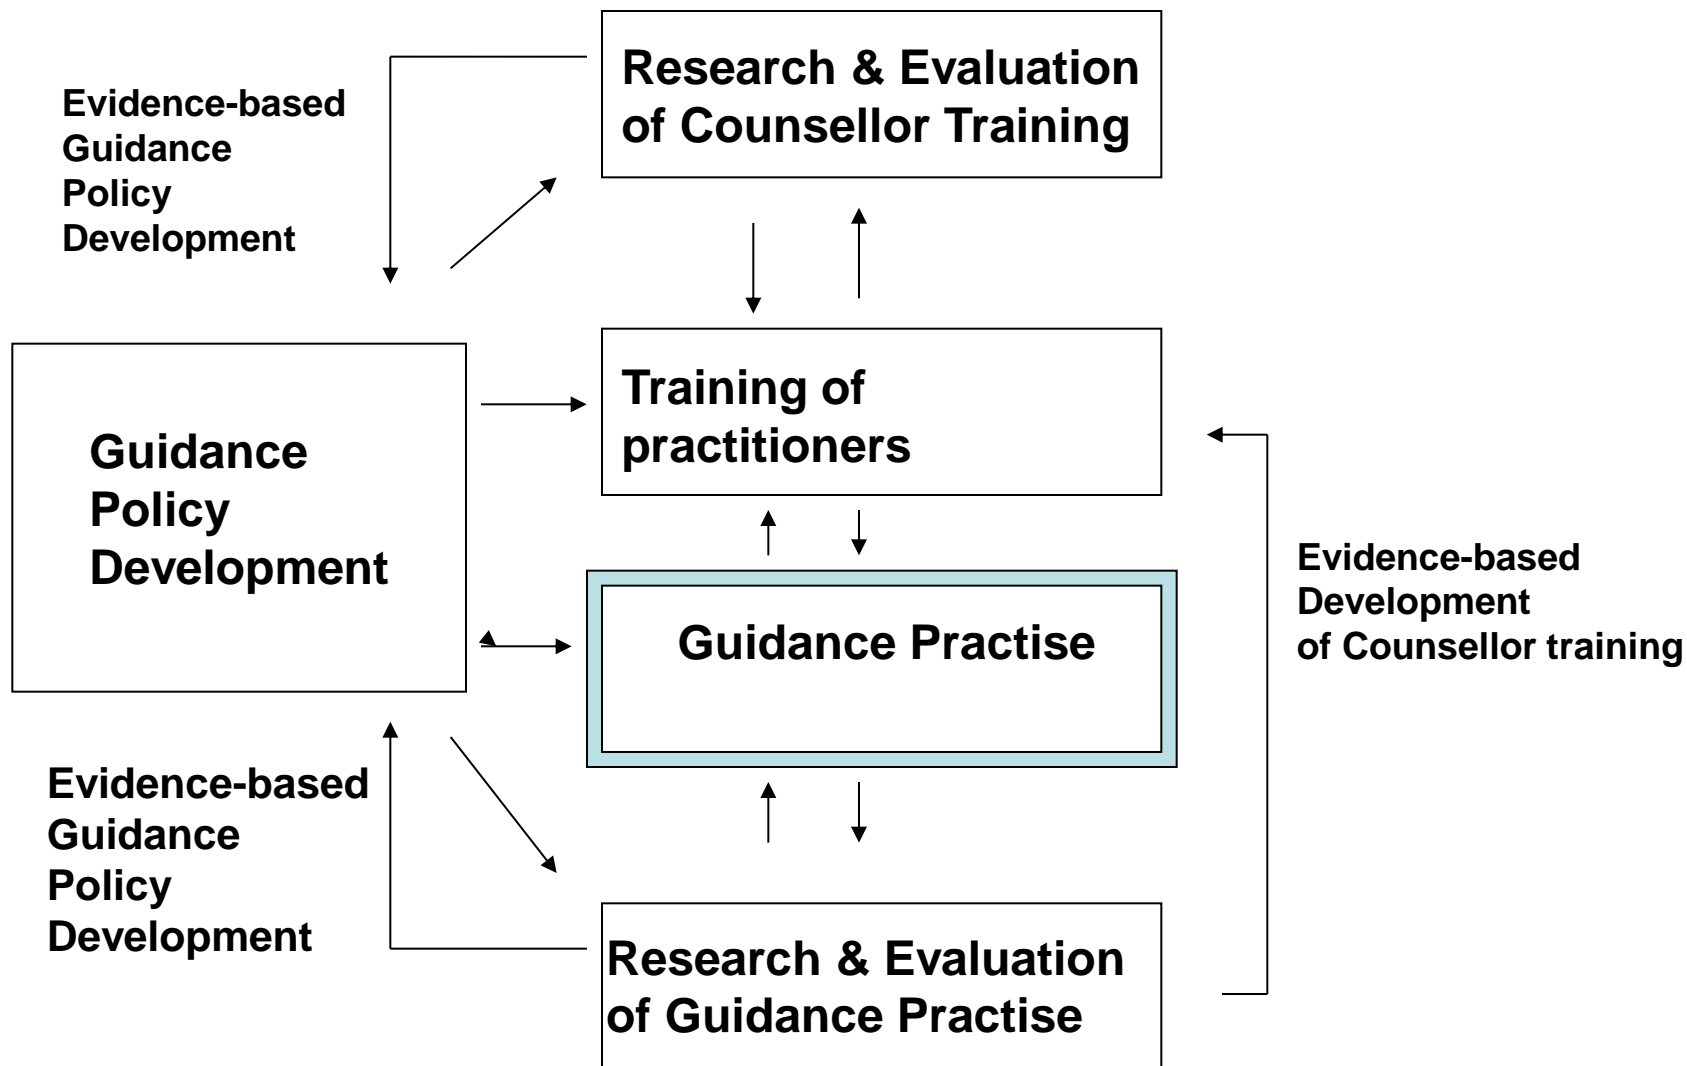 Research & Evaluation
of Counsellor Training
Evidence-based
Guidance
Policy
Development
Training of
practitioners
Guidance
Policy
Development
Guidance Practise
Evidence-based
Development
of Counsellor training
Evidence-based
Guidance
Policy
Development
Research & Evaluation
of Guidance Practise